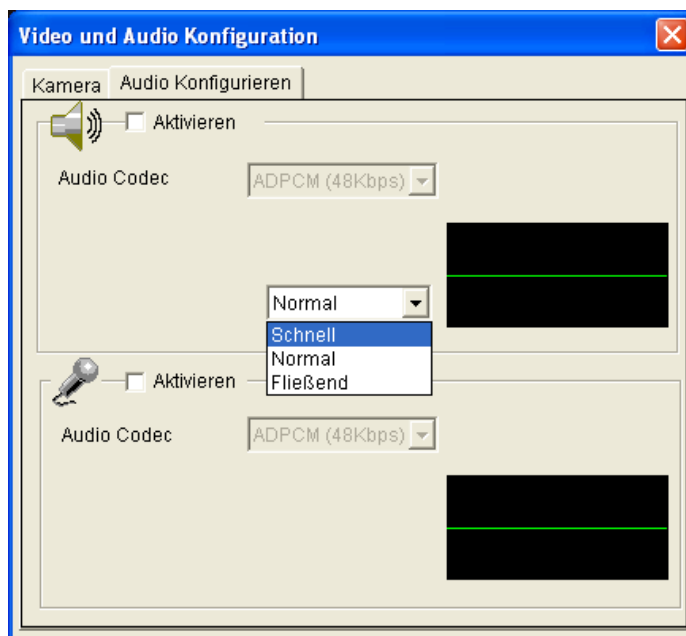 Video und Audio Konfiguration
Kamera
Audio Konfigurieren
Aktivieren
Audio Codec
ADPCM (48Kbps)
Normal
Schnell
Normal
Fließend
Aktivieren
Audio Codec
ADPCM (48Kbps)